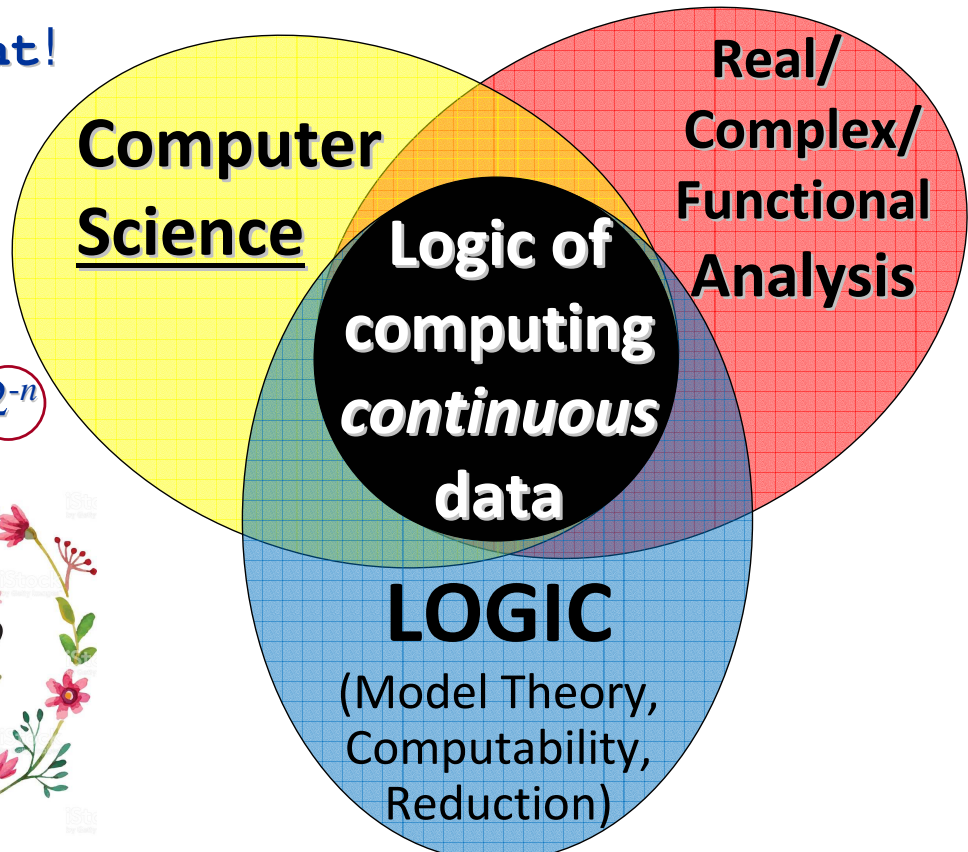 at!
Computer
Science
Real/
Complex/
Functional
Analysis
Logic of
computing
continuous
data
2⁻ⁿ
LOGIC
(Model Theory,
Computability,
Reduction)